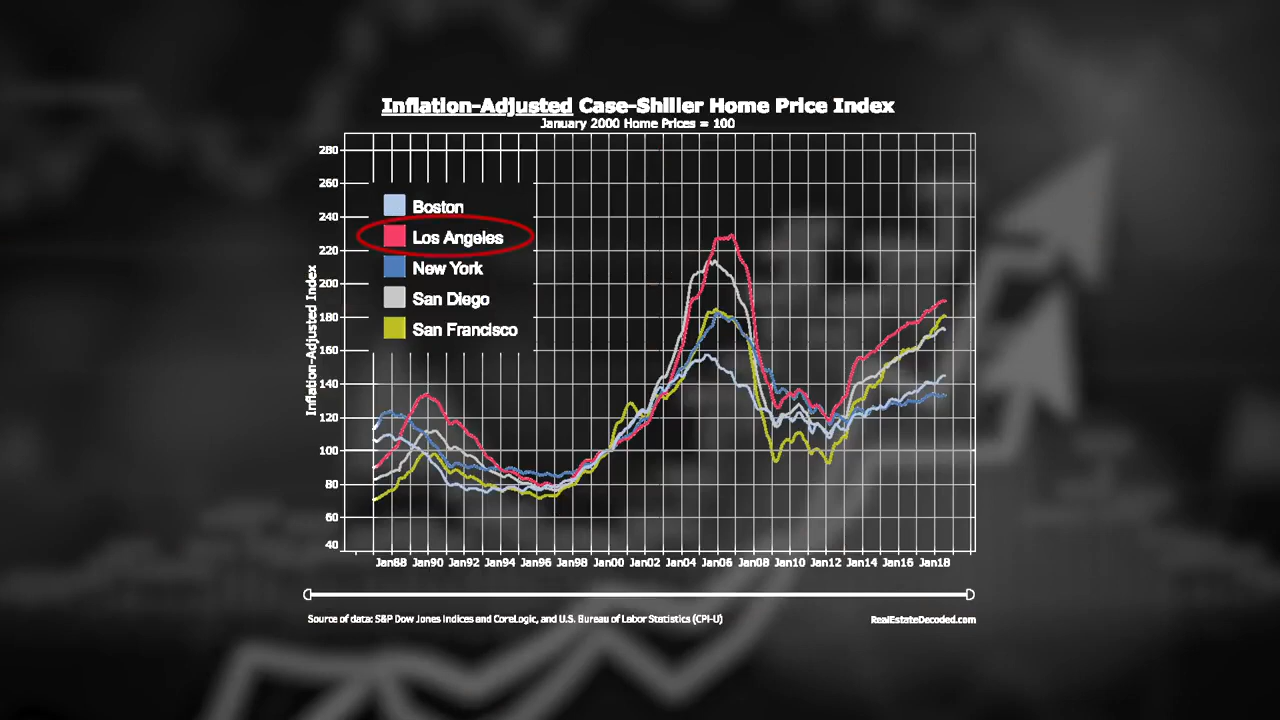 Inflation-Adjusted Case-Shiller Home Price Index
January 2000 Home Prices = 100
280
260
240
220
200
180
160
140
120
100
80
60
40
Inflation-Adjusted Index
Boston
Los Angeles
New York
San Diego
San Francisco
Jan88 Jan90 Jan92 Jan94 Jan96 Jan98 Jan00 Jan02 Jan04 Jan06 Jan08 Jan10 Jan12 Jan14 Jan16 Jan18
Source of data: S&P Dow Jones Indices and CoreLogic, and U.S. Bureau of Labor Statistics (CPI-U)
RealEstateDecoded.com